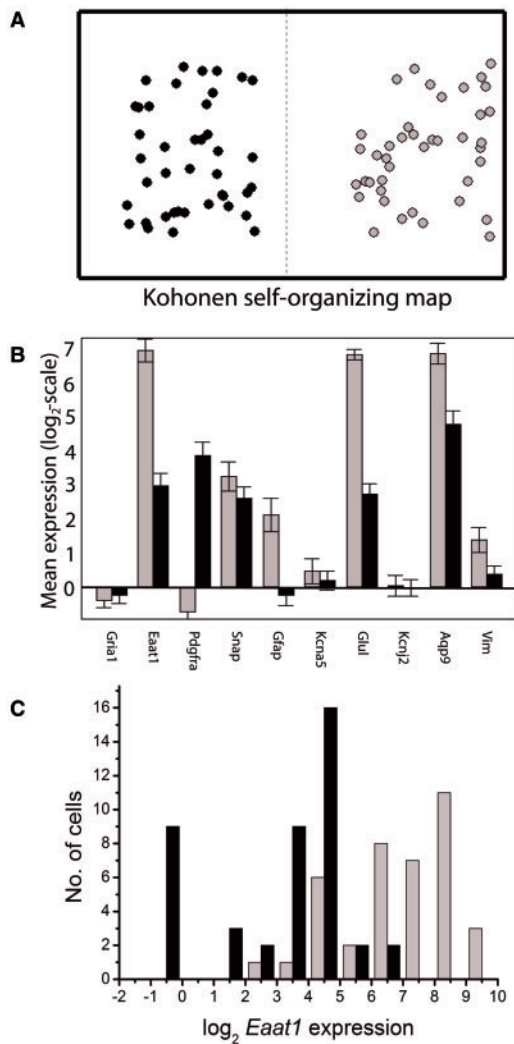 A
Kohonen self-organizing map
B
Mean expression (log2-scale)
7
6
5
4
3
2
1
0
Gria1
Eaat1
Pdgfra
Snap
Gfap
Kcna5
Glul
Kcnj2
Aqp9
Vim
C
No. of cells
16
14
12
10
8
6
4
2
0
-2 -1 0 1 2 3 4 5 6 7 8 9 10
log2 Eaat1 expression